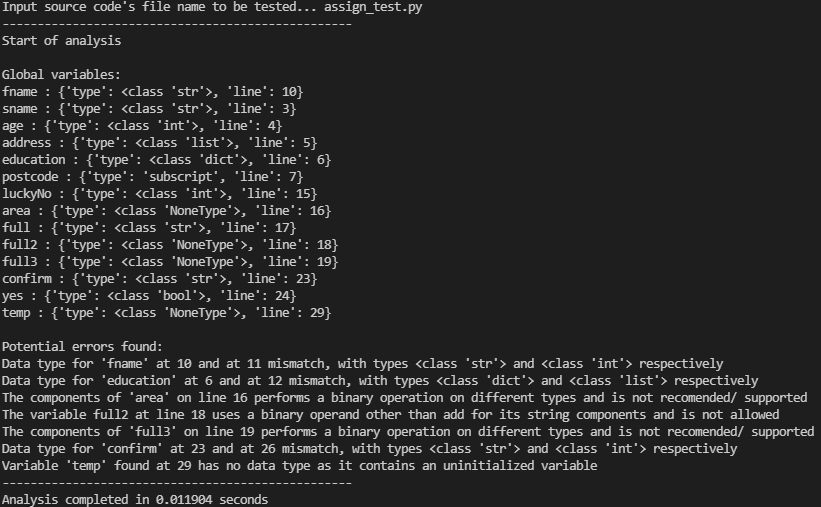 Input source code's file name to be tested... assign_test.py
--------------------------------------------------
Start of analysis
Global variables:
fname : {'type': <class 'str'>, 'line': 10}
sname : {'type': <class 'str'>, 'line': 3}
age : {'type': <class 'int'>, 'line': 4}
address : {'type': <class 'list'>, 'line': 5}
education : {'type': <class 'dict'>, 'line': 6}
postcode : {'type': 'subscript', 'line': 7}
luckyNo : {'type': <class 'int'>, 'line': 15}
area : {'type': <class 'NoneType'>, 'line': 16}
full : {'type': <class 'str'>, 'line': 17}
full2 : {'type': <class 'NoneType'>, 'line': 18}
full3 : {'type': <class 'NoneType'>, 'line': 19}
confirm : {'type': <class 'str'>, 'line': 23}
yes : {'type': <class 'bool'>, 'line': 24}
temp : {'type': <class 'NoneType'>, 'line': 29}
Potential errors found:
Data type for 'fname' at 10 and at 11 mismatch, with types <class 'str'> and <class 'int'> respectively
Data type for 'education' at 6 and at 12 mismatch, with types <class 'dict'> and <class 'list'> respectively
The components of 'area' on line 16 performs a binary operation on different types and is not recomended/ supported
The variable full2 at line 18 uses a binary operand other than add for its string components and is not allowed
The components of 'full3' on line 19 performs a binary operation on different types and is not recomended/ supported
Data type for 'confirm' at 23 and at 26 mismatch, with types <class 'str'> and <class 'int'> respectively
Variable 'temp' found at 29 has no data type as it contains an uninitialized variable
--------------------------------------------------
Analysis completed in 0.011904 seconds